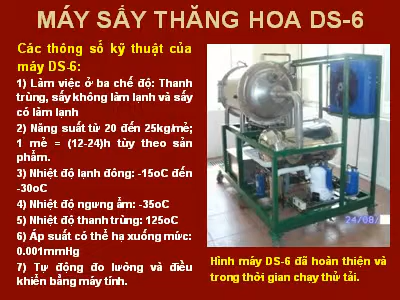 MÁY SẤY THĂNG HOA DS-6
Các thông số kỹ thuật của
máy DS-6:
1) Làm việc ở ba chế độ: Thanh
trùng, sấy không làm lạnh và sấy
có làm lạnh
2) Năng suất từ 20 đến 25kg/mẻ;
1 mẻ = (12-24)h tùy theo sản
phẩm.
3) Nhiệt độ lạnh đông: -15oC đến
-30oC
4) Nhiệt độ ngưng ẩm: -35oC
5) Nhiệt độ thanh trùng: 125oC
6) Áp suất có thể hạ xuống mức:
0.001mmHg
7) Tự động đo lường và điều
khiển bằng máy tính.
24/08/
Hình máy DS-6 đã hoàn thiện và
trong thời gian chạy thử tải.